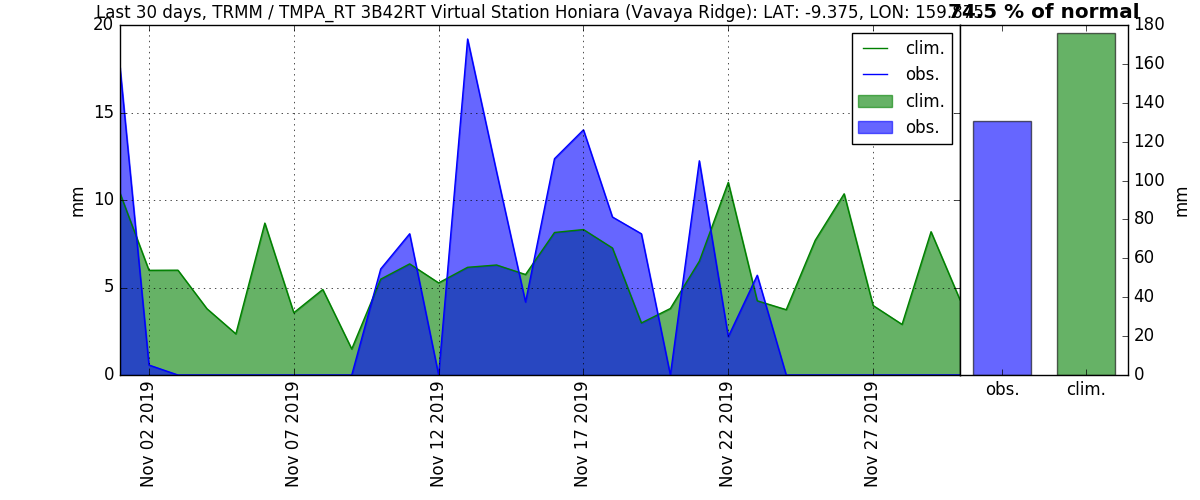 Last 30 days, TRMM / TMPA_RT 3B42RT Virtual Station Honiara (Vavaya Ridge): LAT: -9.375, LON:
74.5 % of normal
20
15
10
5
0
mm
clim.
obs.
clim.
obs.
Nov 02 2019
Nov 07 2019
Nov 12 2019
Nov 17 2019
Nov 22 2019
Nov 27 2019
180
160
140
120
100
80
60
40
20
0
mm
obs.
clim.